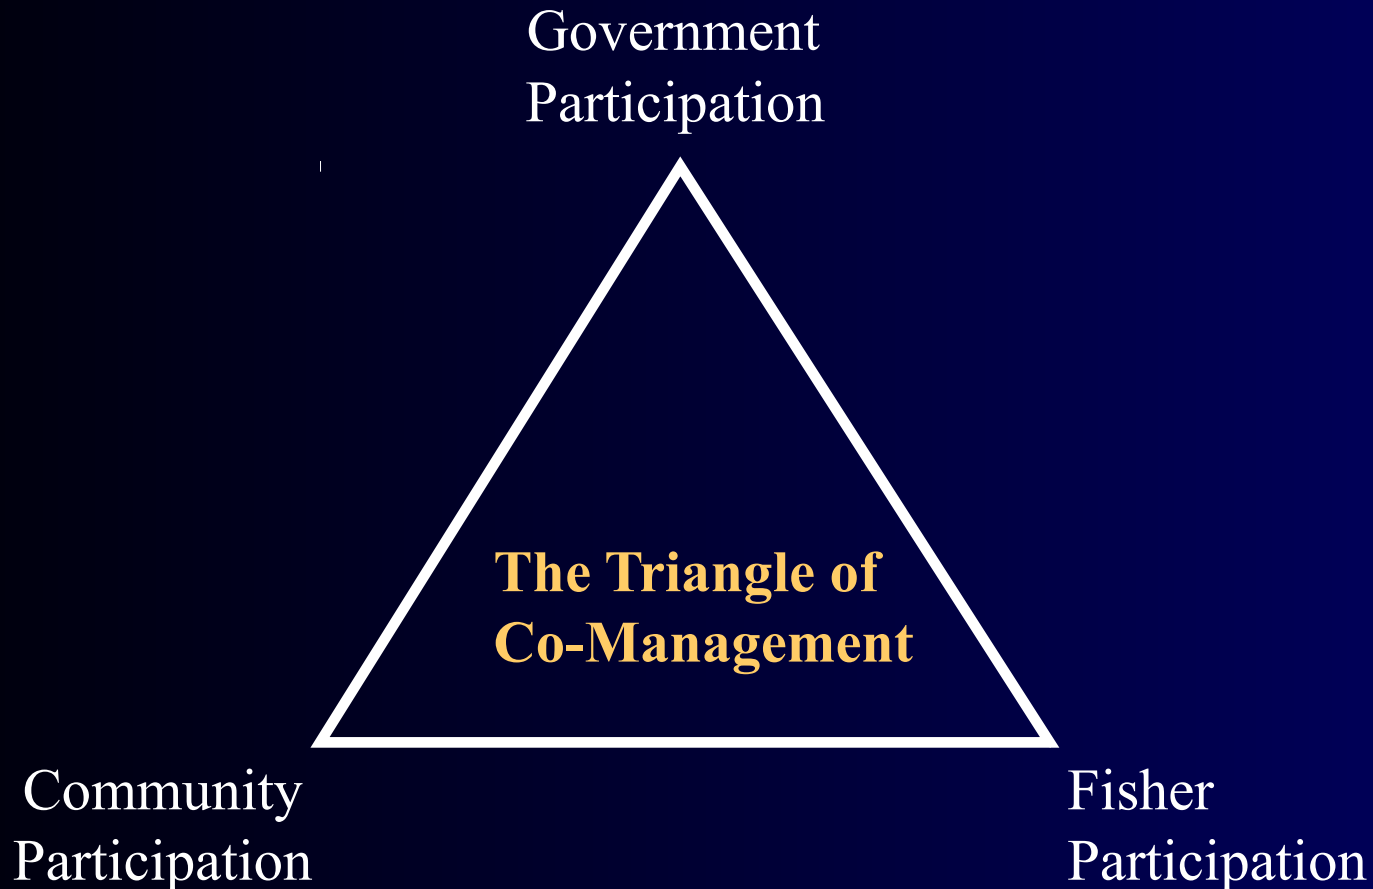 Government
Participation
The Triangle of
Co-Management
Community
Participation
Fisher
Participation